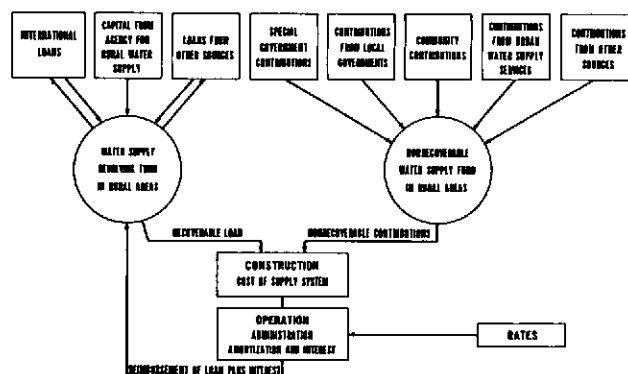 INTERNATIONAL
LOANS
CAPITAL FROM
AGENCY FOR
RURAL WATER
SUPPLY
LOANS FROM
OTHER SOURCES
SPECIAL
GOVERNMENT
CONTRIBUTIONS
CONTRIBUTIONS
FROM LOCAL
GOVERNMENTS
COMMUNITY
CONTRIBUTIONS
CONTRIBUTIONS
FROM URBAN
WATER SUPPLY
SERVICES
CONTRIBUTIONS
FROM OTHER
SOURCES
WATER SUPPLY
REVOLVING FUND
IN RURAL AREAS
NONRECOVERABLE
WATER SUPPLY FUND
IN RURAL AREAS
RECOVERABLE LOAN
NONRECOVERABLE CONTRIBUTIONS
CONSTRUCTION
COST OF SUPPLY SYSTEM
OPERATION
ADMINISTRATION
AMORTIZATION AND INTEREST
RATES
REIMBURSEMENT OF LOAN PLUS INTEREST